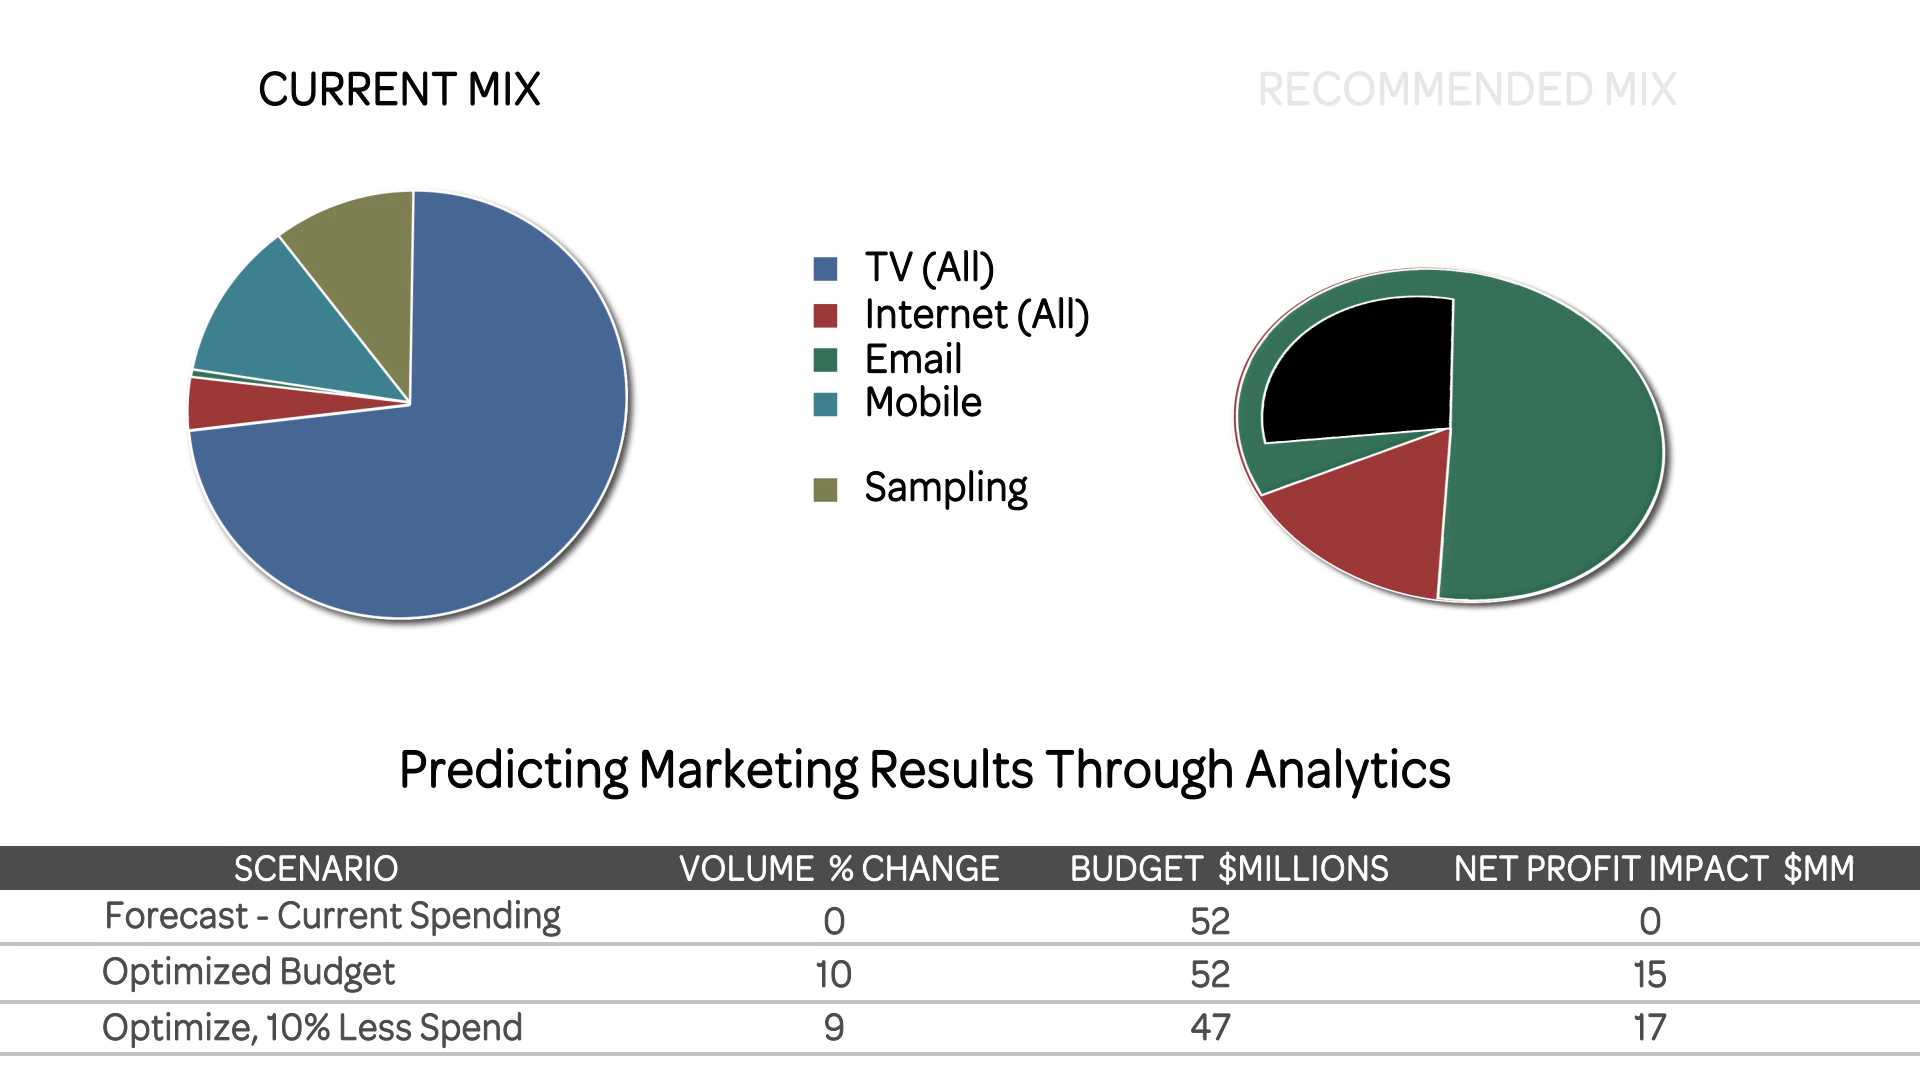 CURRENT MIX
RECOMMENDED MIX
TV (All)
Internet (All)
Email
Mobile
Sampling
Predicting Marketing Results Through Analytics
SCENARIO VOLUME % CHANGE BUDGET $MILLIONS NET PROFIT IMPACT $MM
Forecast - Current Spending 0 52 0
Optimized Budget 10 52 15
Optimize, 10% Less Spend 9 47 17